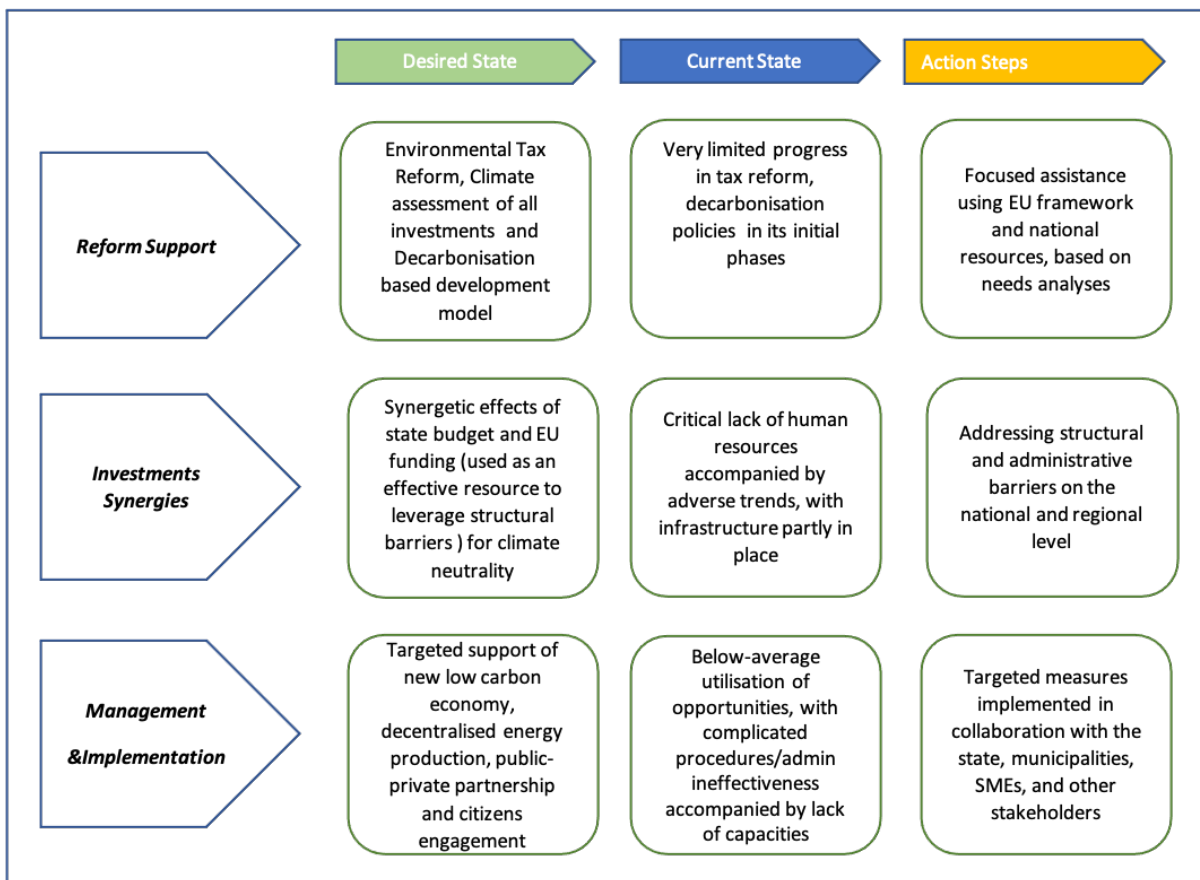 Desired State
Current State
Action Steps
Reform Support
Environmental Tax
Reform, Climate
assessment of all
investments and
Decarbonisation
based development
model
Very limited progress
in tax reform,
decarbonisation
policies in its initial
phases
Focused assistance
using EU framework
and national
resources, based on
needs analyses
Investments
Synergies
Synergetic effects of
state budget and EU
funding (used as an
effective resource to
leverage structural
barriers ) for climate
neutrality
Critical lack of human
resources
accompanied by
adverse trends, with
infrastructure partly in
place
Addressing structural
and administrative
barriers on the
national and regional
level
Management
&Implementation
Targeted support of
new low carbon
economy,
decentralised energy
production, public-
private partnership
and citizens
engagement
Below-average
utilisation of
opportunities, with
complicated
procedures/admin
ineffectiveness
accompanied by lack
of capacities
Targeted measures
implemented in
collaboration with the
state, municipalities,
SMEs, and other
stakeholders